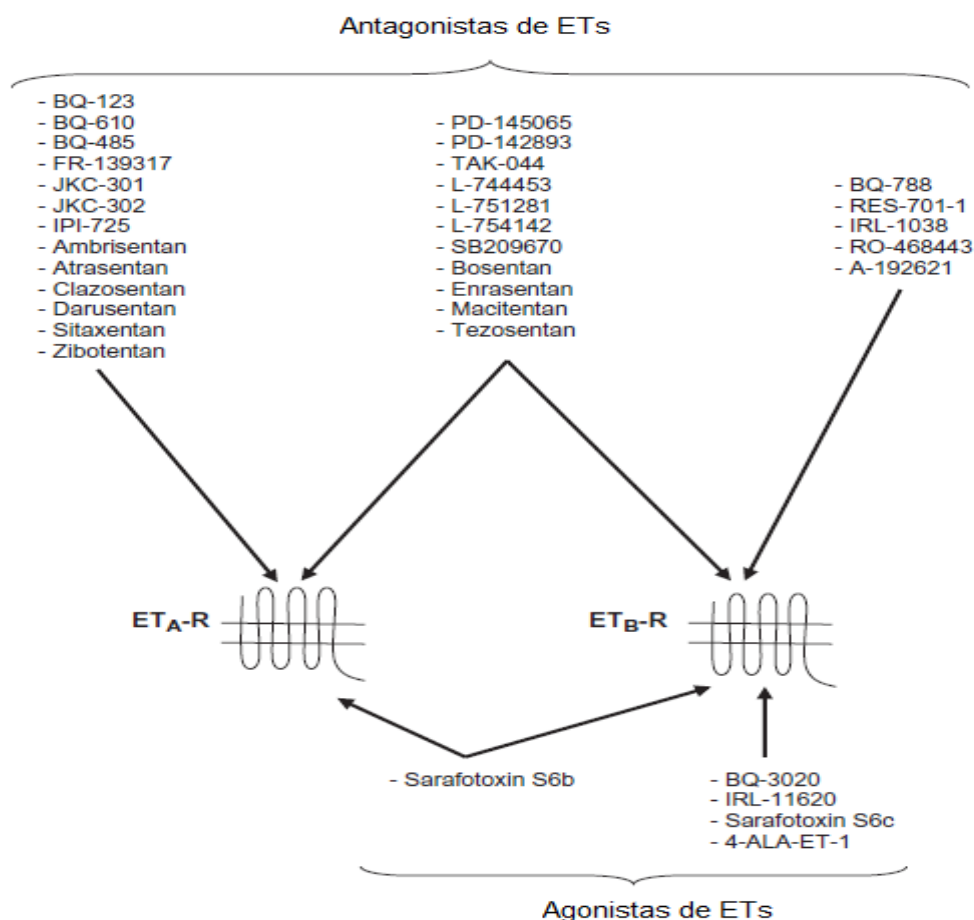 Antagonistas de ETs
- BQ-123
- BQ-610
- BQ-485
- FR-139317
- JKC-301
- JKC-302
- IPI-725
- Ambrisentan
- Atrasentan
- Clazosentan
- Darusentan
- Sitaxentan
- Zibotentan
- PD-145065
- PD-142893
- TAK-044
- L-744453
- L-751281
- L-754142
- SB209670
- Bosentan
- Enrasentan
- Macitentan
- Tezosentan
- BQ-788
- RES-701-1
- IRL-1038
- RO-468443
- A-192621
ETA-R
ETB-R
- Sarafotoxin S6b
- BQ-3020
- IRL-11620
- Sarafotoxin S6c
- 4-ALA-ET-1
Agonistas de ETs